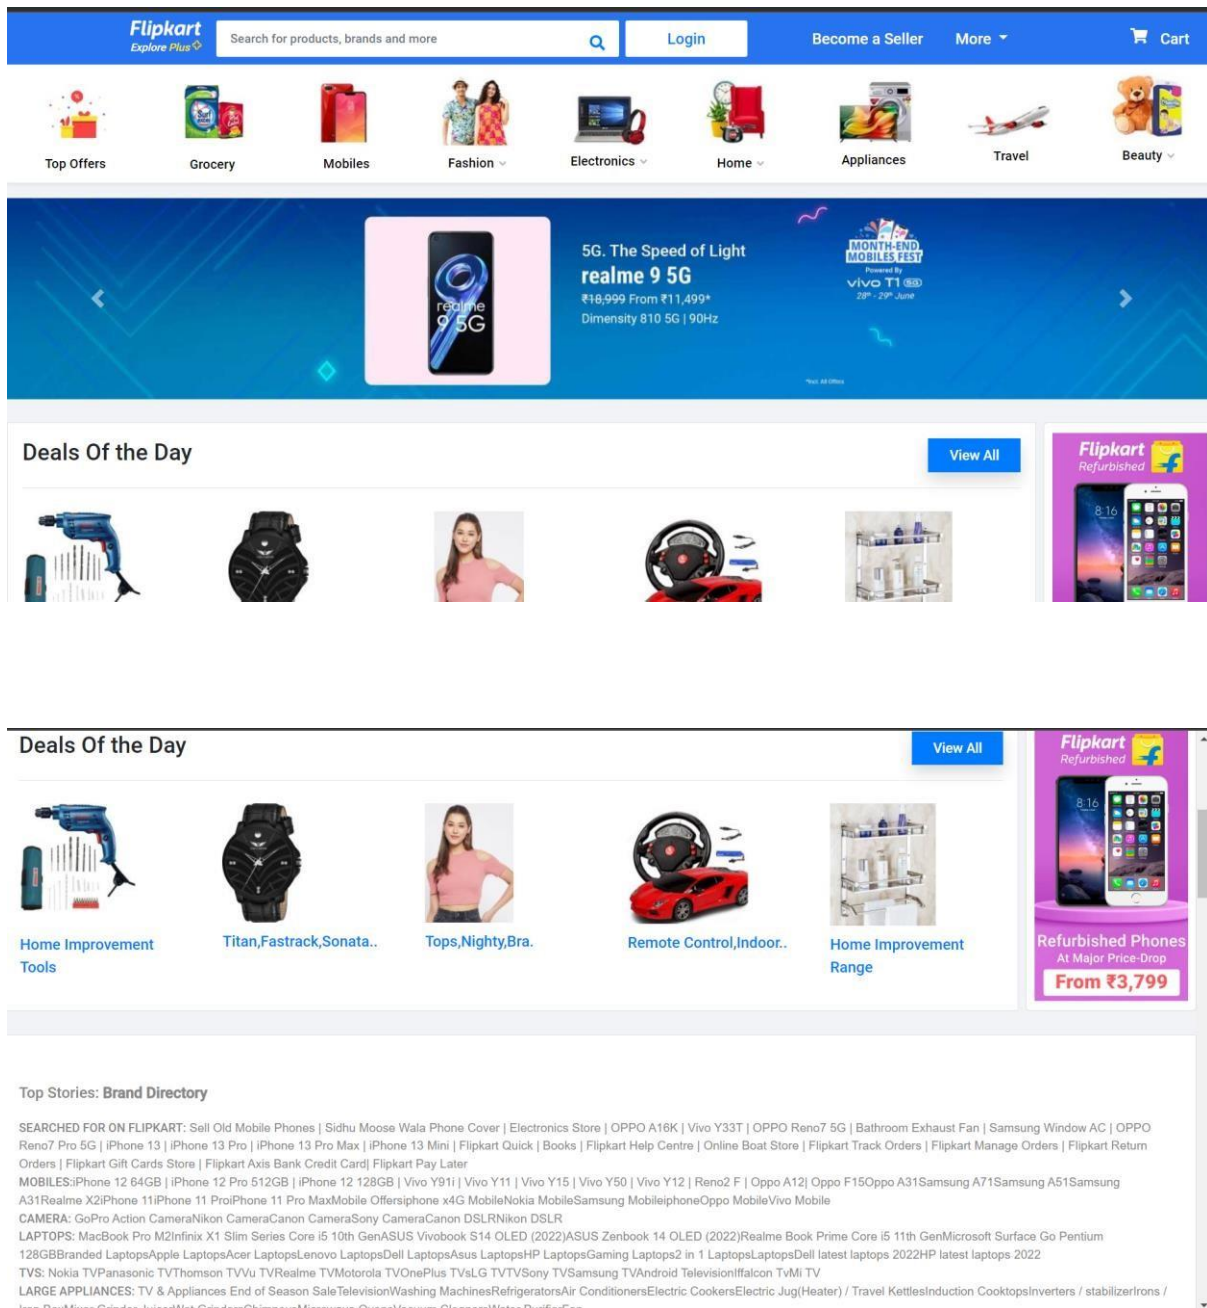 Flipkart
Explore Plus
Search for products, brands and more
Login
Become a Seller
More
Cart
Top Offers
Grocery
Mobiles
Fashion
Electronics
Home
Appliances
Travel
Beauty
5G. The Speed of Light
realme 9 5G
₹18,999 From ₹11,499*
Dimensity 810 5G | 90Hz
realme
9 5G
MONTH-END
MOBILES FEST
Powered By
vivo T1 5G
28th - 29th June
*Incl. All Offers
Deals Of the Day
View All
Flipkart
Refurbished
8:16
Deals Of the Day
View All
Flipkart
Refurbished
8:16
Home Improvement
Tools
Titan,Fastrack,Sonata..
Tops,Nighty,Bra.
Remote Control,Indoor..
Home Improvement
Range
Refurbished Phones
At Major Price-Drop
From ₹3,799
Top Stories: Brand Directory
SEARCHED FOR ON FLIPKART: Sell Old Mobile Phones | Sidhu Moose Wala Phone Cover | Electronics Store | OPPO A16K | Vivo Y33T | OPPO Reno7 5G | Bathroom Exhaust Fan | Samsung Window AC | OPPO
Reno7 Pro 5G | iPhone 13 | iPhone 13 Pro | iPhone 13 Pro Max | iPhone 13 Mini | Flipkart Quick | Books | Flipkart Help Centre | Online Boat Store | Flipkart Track Orders | Flipkart Manage Orders | Flipkart Return
Orders | Flipkart Gift Cards Store | Flipkart Axis Bank Credit Card| Flipkart Pay Later
MOBILES:iPhone 12 64GB | iPhone 12 Pro 512GB | iPhone 12 128GB | Vivo Y91i | Vivo Y11 | Vivo Y15 | Vivo Y50 | Vivo Y12 | Reno2 F | Oppo A12| Oppo F15Oppo A31Samsung A71Samsung A51Samsung
A31Realme X2iPhone 11iPhone 11 ProiPhone 11 Pro MaxMobile Offersiphone x4G MobileNokia MobileSamsung MobileiphoneOppo MobileVivo Mobile
CAMERA: GoPro Action CameraNikon CameraCanon CameraSony CameraCanon DSLRNikon DSLR
LAPTOPS: MacBook Pro M2Infinix X1 Slim Series Core i5 10th GenASUS Vivobook S14 OLED (2022)ASUS Zenbook 14 OLED (2022)Realme Book Prime Core i5 11th GenMicrosoft Surface Go Pentium
128GBBranded LaptopsApple LaptopsAcer LaptopsLenovo LaptopsDell LaptopsAsus LaptopsHP LaptopsGaming Laptops2 in 1 LaptopsLaptopsDell latest laptops 2022HP latest laptops 2022
TVS: Nokia TVPanasonic TVThomson TVVu TVRealme TVMotorola TVOnePlus TVsLG TVTVSony TVSamsung TVAndroid TelevisionIffalcon TvMi TV
LARGE APPLIANCES: TV & Appliances End of Season SaleTelevisionWashing MachinesRefrigeratorsAir ConditionersElectric CookersElectric Jug(Heater) / Travel KettlesInduction CooktopsInverters / stabilizerIrons /